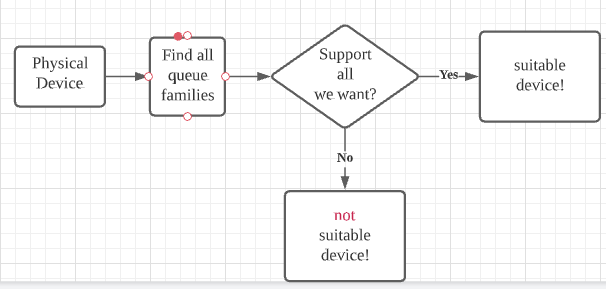 Physical
Device
Find all
queue
families
Support
all
we want?
Yes
suitable
device!
No
not
suitable
device!